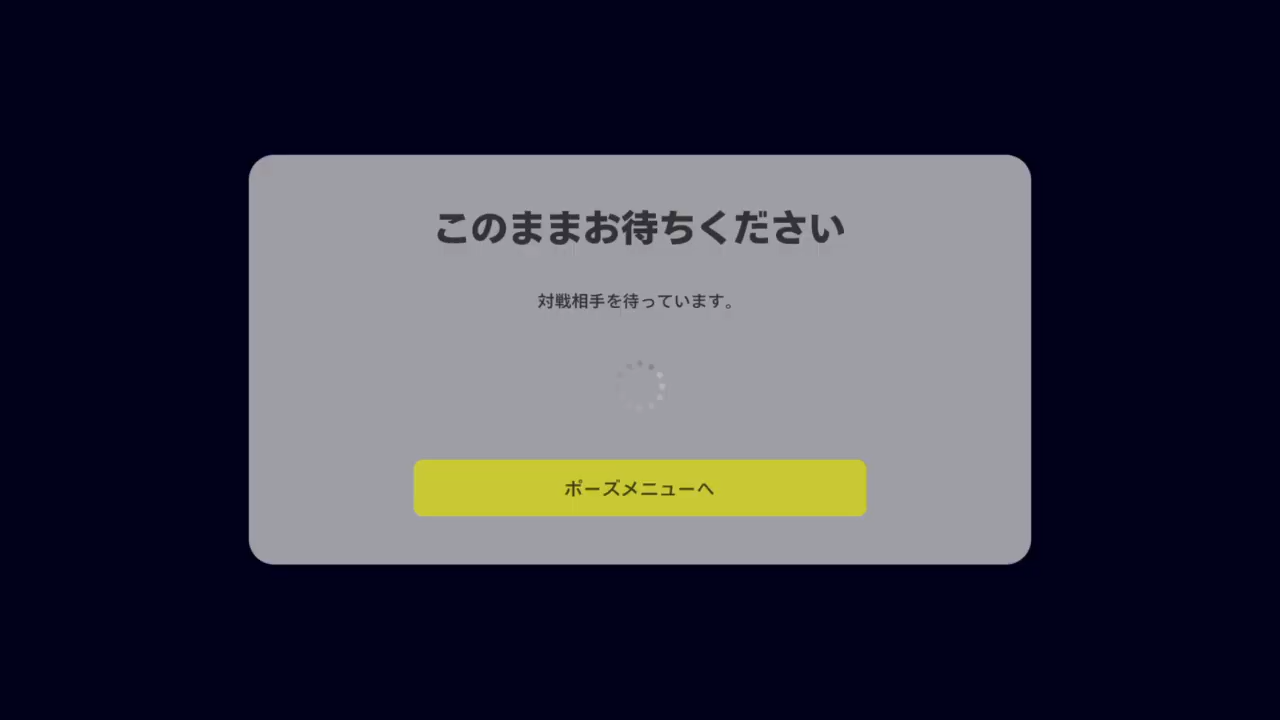 このままお待ちください
対戦相手を待っています。
ポーズメニューへ